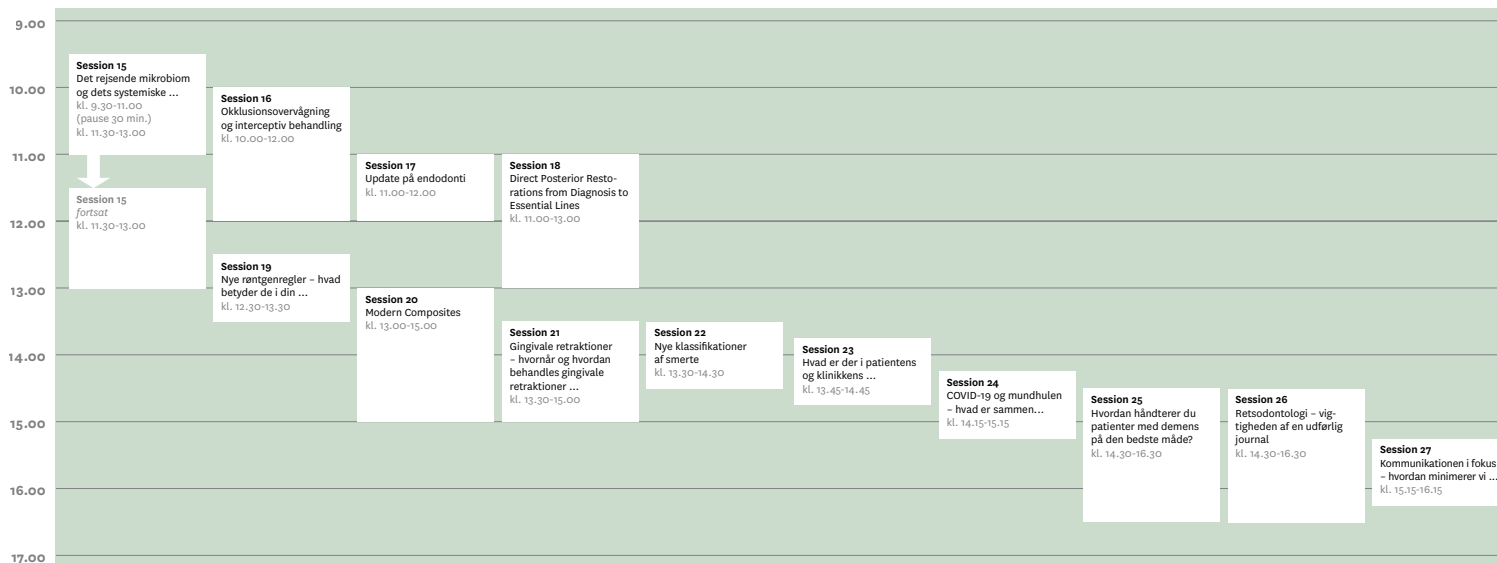 9.00
10.00
11.00
12.00
13.00
14.00
15.00
16.00
17.00
Session 15
Det rejsende mikrobiom
og dets systemiske ...
kl. 9.30-11.00
(pause 30 min.)
kl. 11.30-13.00
Session 15
fortsat
kl. 11.30-13.00
Session 16
Okklusionsovervågning
og interceptiv behandling
kl. 10.00-12.00
Session 17
Update på endodonti
kl. 11.00-12.00
Session 18
Direct Posterior Resto-
rations from Diagnosis to
Essential Lines
kl. 11.00-13.00
Session 19
Nye røntgenregler – hvad
betyder de i din ...
kl. 12.30-13.30
Session 20
Modern Composites
kl. 13.00-15.00
Session 21
Gingivale retraktioner
– hvornår og hvordan
behandles gingivale
retraktioner ...
kl. 13.30-15.00
Session 22
Nye klassifikationer
af smerte
kl. 13.30-14.30
Session 23
Hvad er der i patientens
og klinikkens ...
kl. 13.45-14.45
Session 24
COVID-19 og mundhulen
– hvad er sammen...
kl. 14.15-15.15
Session 25
Hvordan håndterer du
patienter med demens
på den bedste måde?
kl. 14.30-16.30
Session 26
Retsodontologi – vig-
tigheden af en udførlig
journal
kl. 14.30-16.30
Session 27
Kommunikationen i fokus
– hvordan minimerer vi ...
kl. 15.15-16.15